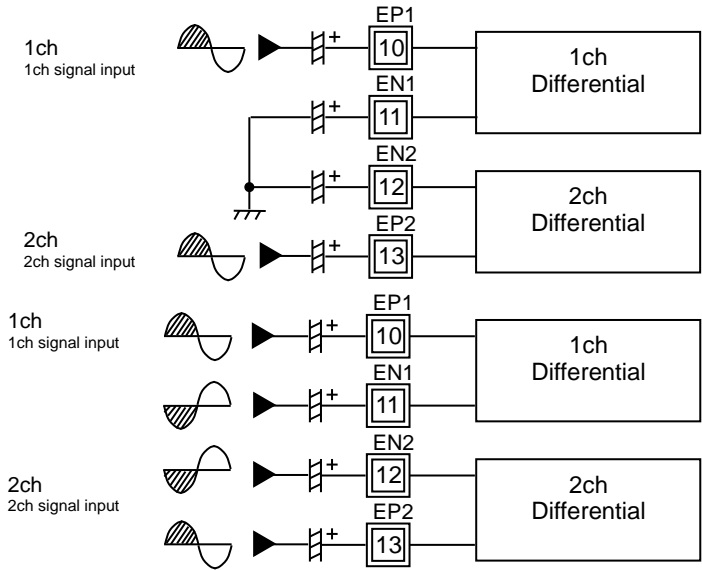 EP1
1ch
1ch signal input
+
10
1ch
Differential
EN1
+
11
EN2
+
12
2ch
Differential
2ch
2ch signal input
EP2
+
13
1ch
1ch signal input
EP1
+
10
1ch
Differential
EN1
+
11
EN2
+
12
2ch
Differential
2ch
2ch signal input
EP2
+
13